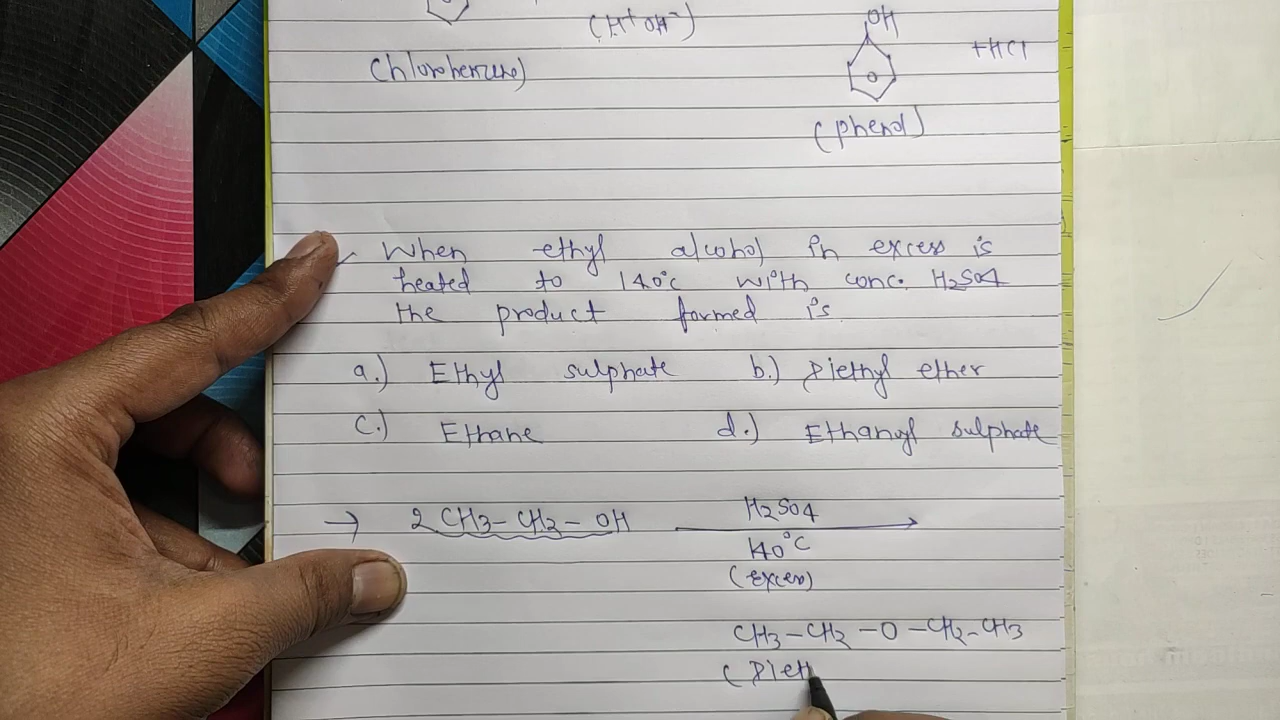 OH
(H⁺OH⁻)
+HCl
(Chlorobenzene)
(phenol)
When ethyl alcohol in excess is
heated to 140°C with conc. H₂SO₄
the product formed is
a.) Ethyl sulphate b.) Diethyl ether
c.) Ethane d.) Ethanyl sulphate
→ 2 CH3-CH2-OH H₂SO4
140°C
(excess)
CH3-CH2-O-CH2-CH3
(Dieth